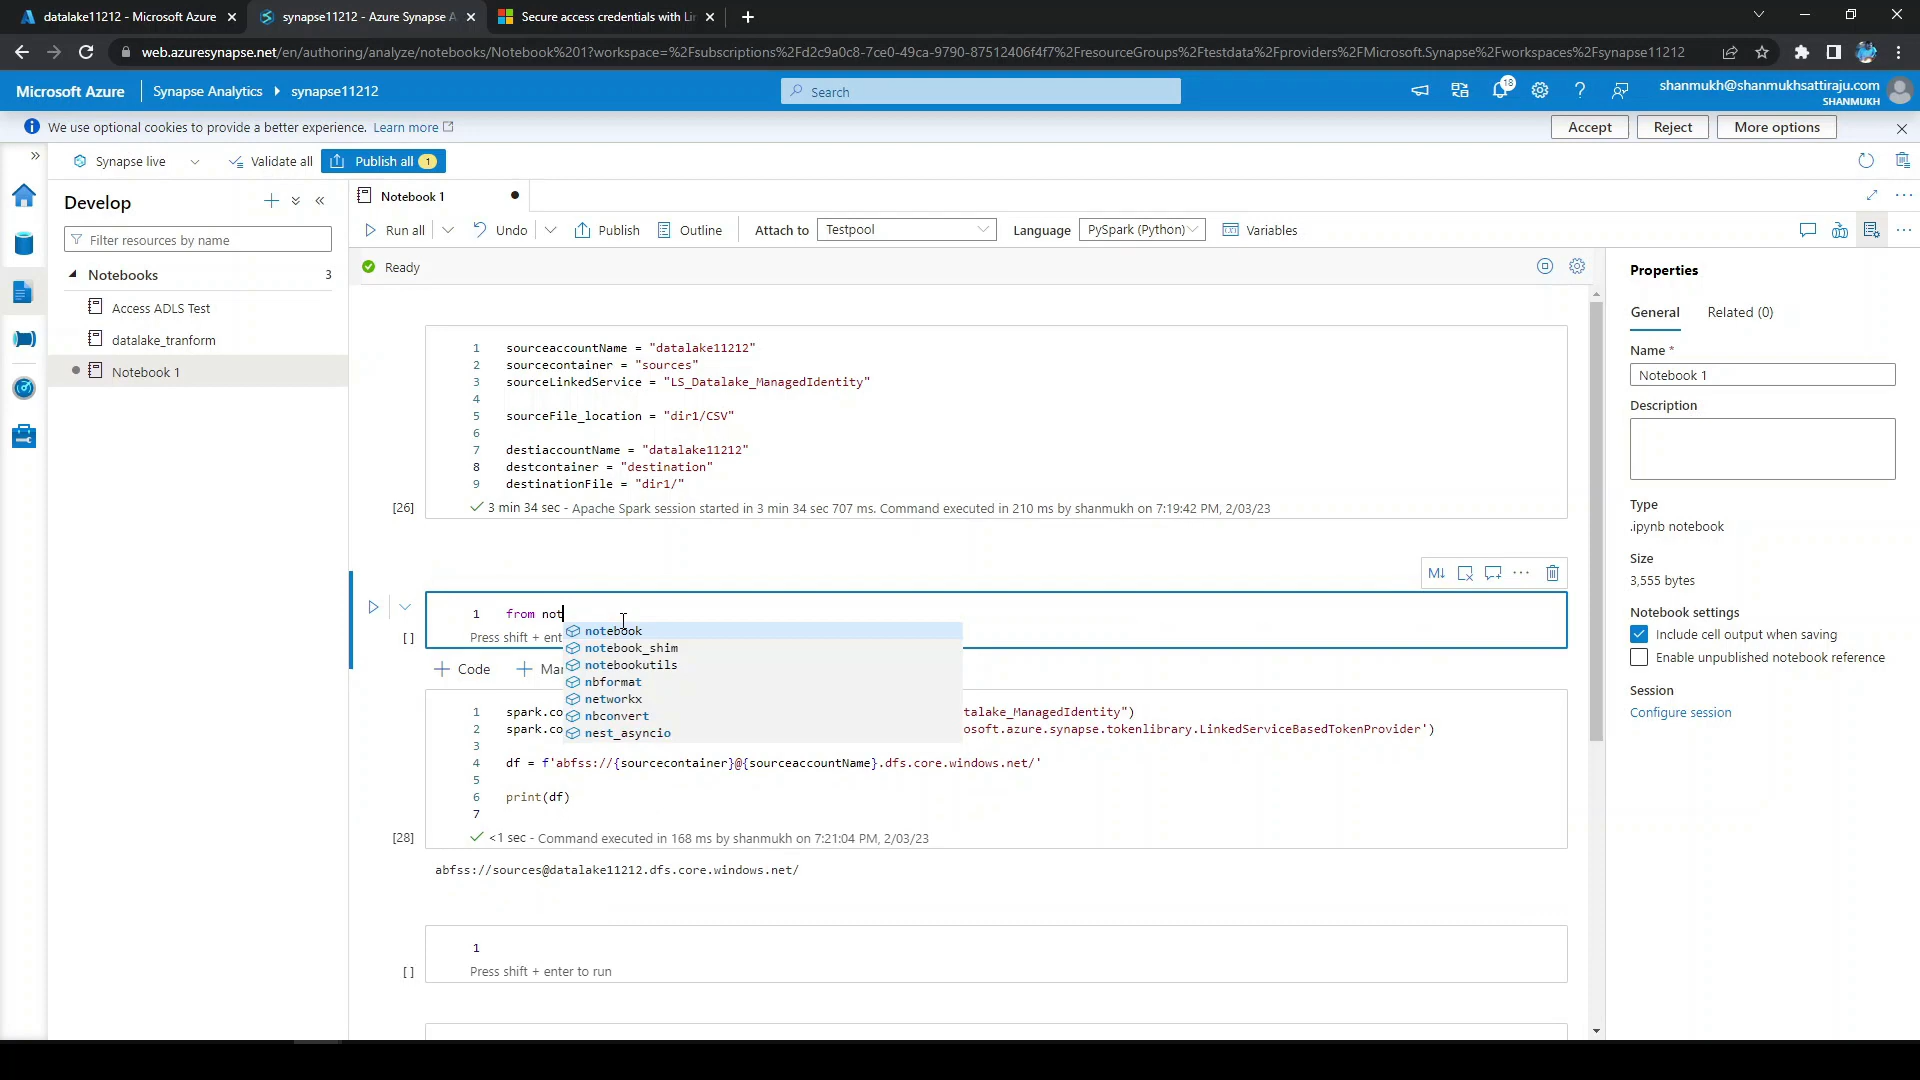 datalake11212 - Microsoft Azure
synapse11212 - Azure Synapse A
Secure access credentials with Lir
web.azuresynapse.net/en/authoring/analyze/notebooks/Notebook%201?workspace=%2Fsubscriptions%2Fd2c9a0c8-7ce0-49ca-9790-87512406f4f7%2FresourceGroups%2Ftestdata%2Fproviders%2FMicrosoft.Synapse%2Fworkspaces%2Fsynapse11212
Microsoft Azure
Synapse Analytics
synapse11212
Search
18
shanmukh@shanmukhsattiraju.com
SHANMUKH
We use optional cookies to provide a better experience. Learn more
Accept
Reject
More options
Synapse live
Validate all
Publish all 1
Develop
Filter resources by name
Notebooks 3
Access ADLS Test
datalake_tranform
Notebook 1
Notebook 1
Run all
Undo
Publish
Outline
Attach to
Testpool
Language
PySpark (Python)
Variables
Ready
1 sourceaccountName = "datalake11212"
2 sourcecontainer = "sources"
3 sourceLinkedService = "LS_Datalake_ManagedIdentity"
4
5 sourceFile_location = "dir1/CSV"
6
7 destiaccountName = "datalake11212"
8 destcontainer = "destination"
9 destinationFile = "dir1/"
[26]
3 min 34 sec - Apache Spark session started in 3 min 34 sec 707 ms. Command executed in 210 ms by shanmukh on 7:19:42 PM, 2/03/23
M↓
1 from not
[ ]
Press shift + ent
notebook
notebook_shim
notebookutils
nbformat
networkx
nbconvert
nest_asyncio
Code
Mar
1 spark.co talake_ManagedIdentity")
2 spark.co osoft.azure.synapse.tokenlibrary.LinkedServiceBasedTokenProvider')
3
4 df = f'abfss://{sourcecontainer}@{sourceaccountName}.dfs.core.windows.net/'
5
6 print(df)
7
[28]
<1 sec - Command executed in 168 ms by shanmukh on 7:21:04 PM, 2/03/23
abfss://sources@datalake11212.dfs.core.windows.net/
1
[ ]
Press shift + enter to run
Properties
General
Related (0)
Name *
Notebook 1
Description
Type
.ipynb notebook
Size
3,555 bytes
Notebook settings
Include cell output when saving
Enable unpublished notebook reference
Session
Configure session